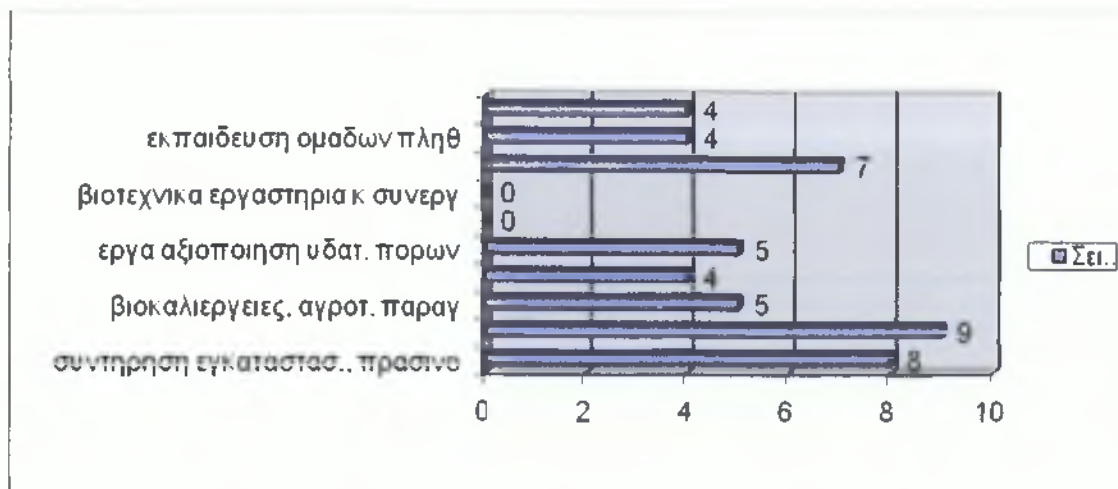 4
εκπαιδευση ομαδων πληθ 4
7
βιοτεχνικα εργαστηρια κ συνεργ 0
0
εργα αξιοποιηση υδατ. πορων 5
Σει..
4
βιοκαλιεργειες, αγροτ. παραγ 5
9
συντηρηση εγκαταστασ., πρασινο 8
0 2 4 6 8 10